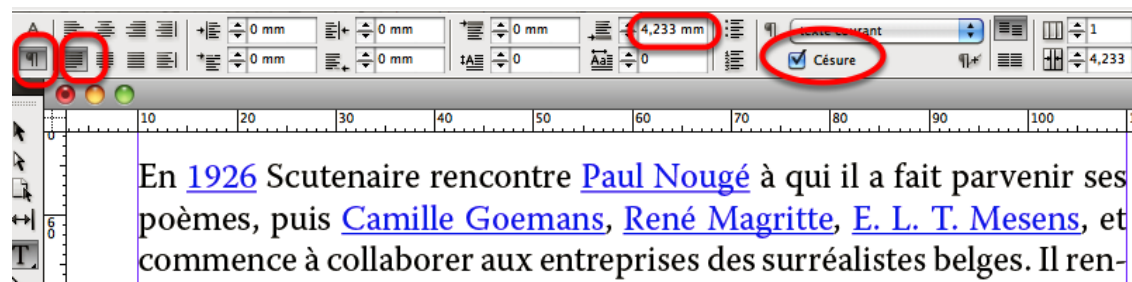 A 0 mm 0 mm 0 mm 4,233 mm ¶ texte courant 1
¶ 0 mm 0 mm 0 0 Césure 4,233
10 20 30 40 50 60 70 80 90 100
0
En 1926 Scutenaire rencontre Paul Nougé à qui il a fait parvenir ses
poèmes, puis Camille Goemans, René Magritte, E. L. T. Mesens, et
60
commence à collaborer aux entreprises des surréalistes belges. Il ren-
T